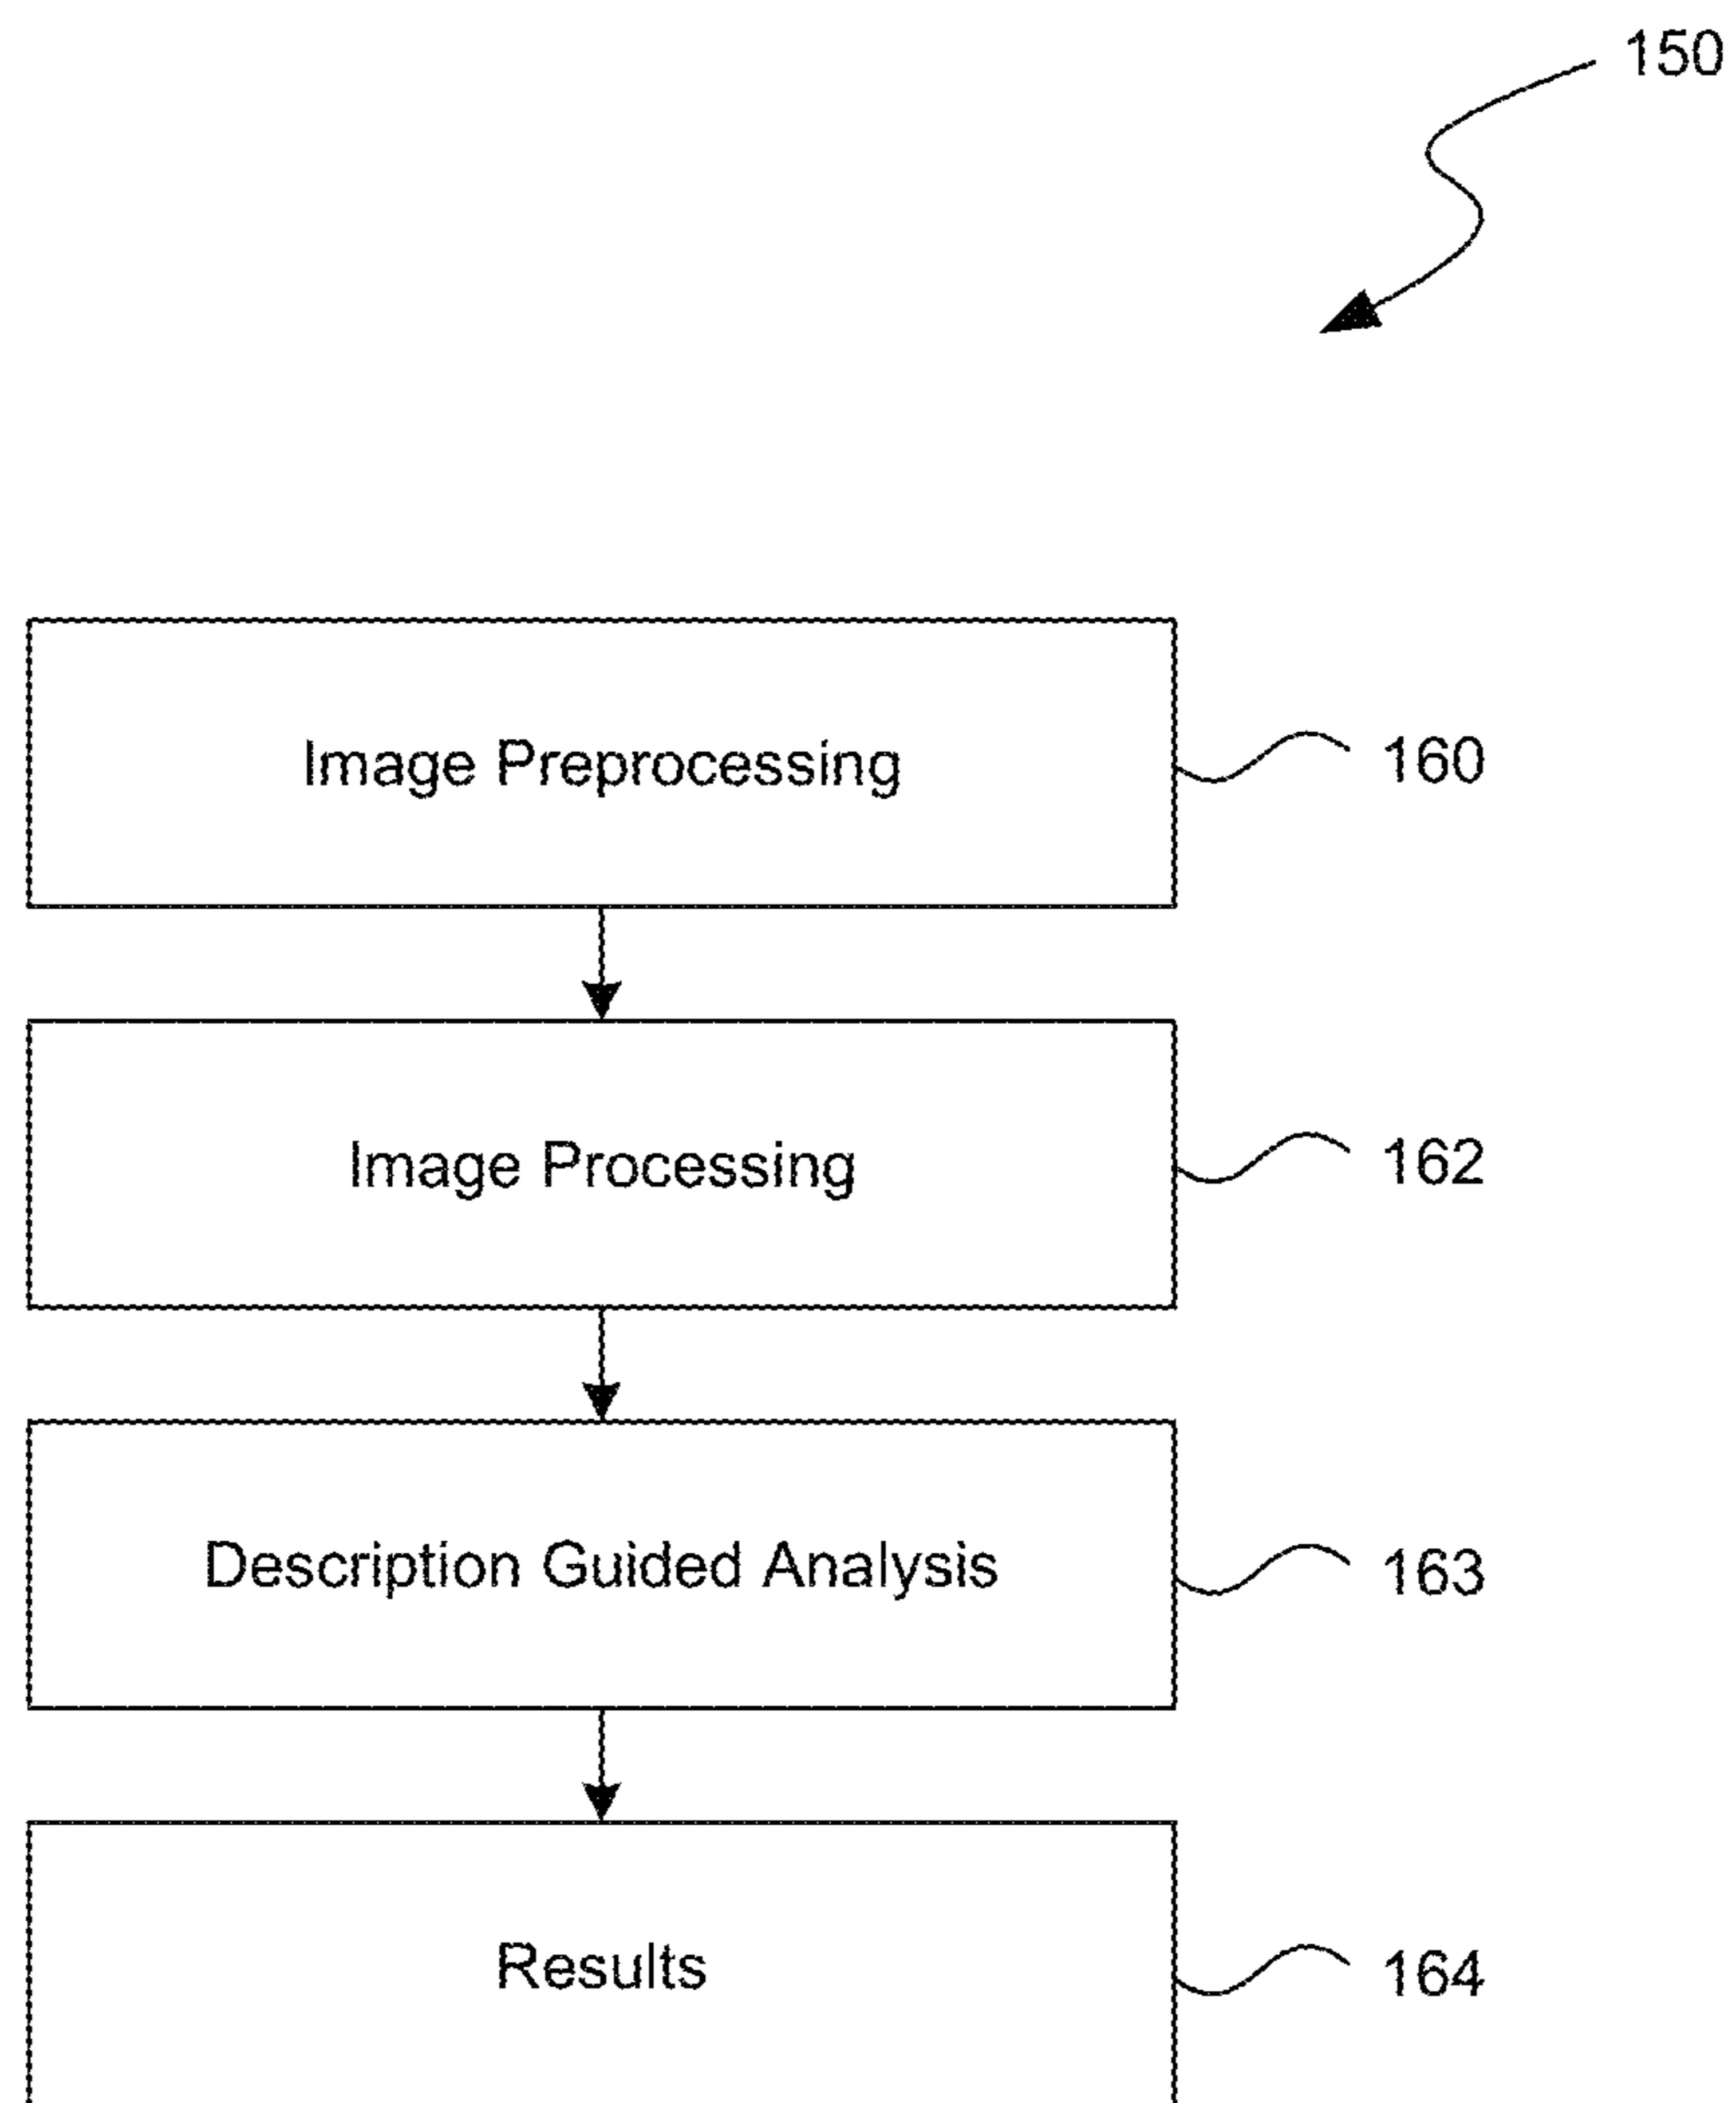 150
Image Preprocessing
160
Image Processing
162
Description Guided Analysis
163
Results
164